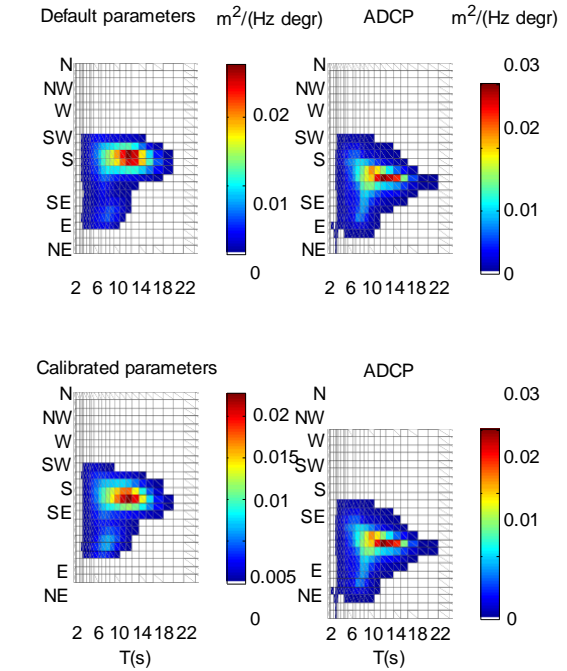 Default parameters m2/(Hz degr) ADCP m2/(Hz degr)
N
NW
W
SW
S
SE
E
NE
0.02
0.01
0
0.03
0.02
0.01
0
2 6 10 14 18 22
2 6 10 14 18 22
Calibrated parameters ADCP
N
NW
W
SW
S
SE
E
NE
0.02
0.015
0.01
0.005
0
N
NW
W
SW
S
SE
E
NE
0.03
0.02
0.01
0
2 6 10 14 18 22
T(s)
2 6 10 14 18 22
T(s)